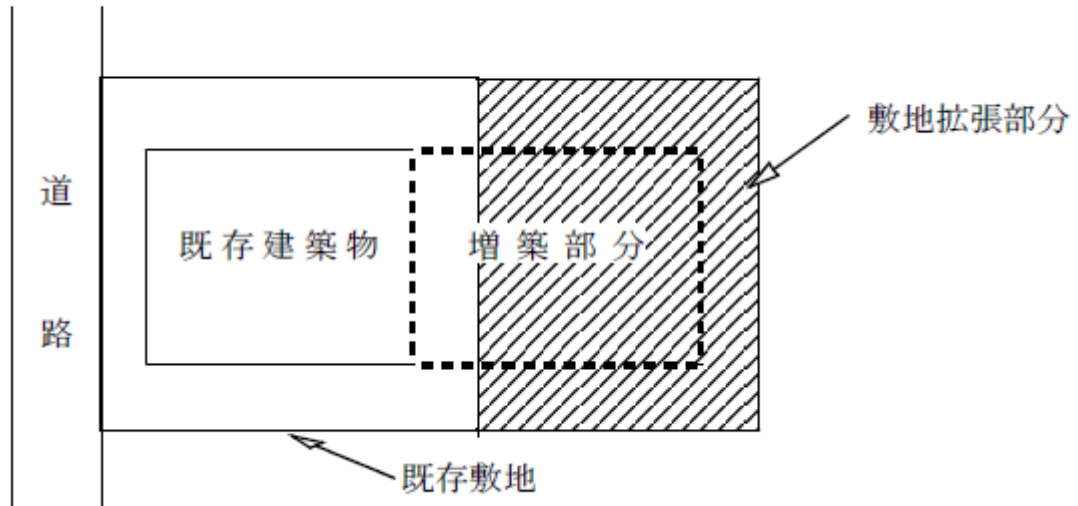 道路
敷地拡張部分
既存建築物
増築部分
既存敷地